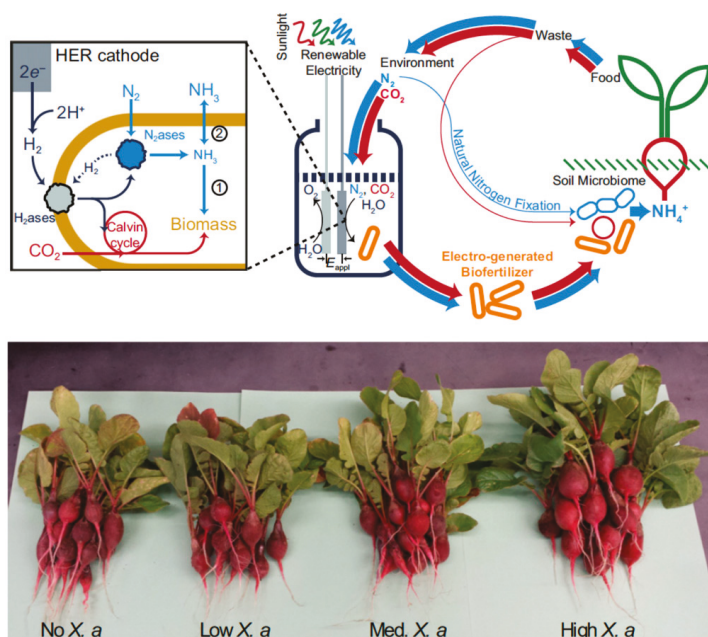 HER cathode
2e⁻
2H⁺
H₂
N₂
NH₃
N₂ases
②
H₂
NH₃
①
H₂ases
Calvin
cycle
Biomass
CO₂
Sunlight
Renewable
Electricity
Environment
N₂
CO₂
Waste
Food
Natural Nitrogen Fixation
Soil Microbiome
NH₄⁺
O₂
N₂, CO₂
H₂O
H₂O
E appl
Electro-generated
Biofertilizer
No X. a
Low X. a
Med. X. a
High X. a